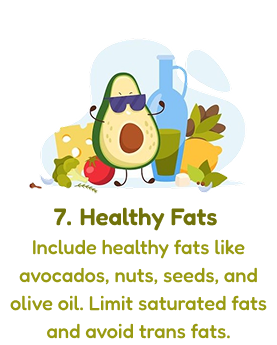 7. Healthy Fats
Include healthy fats like
avocados, nuts, seeds, and
olive oil. Limit saturated fats
and avoid trans fats.